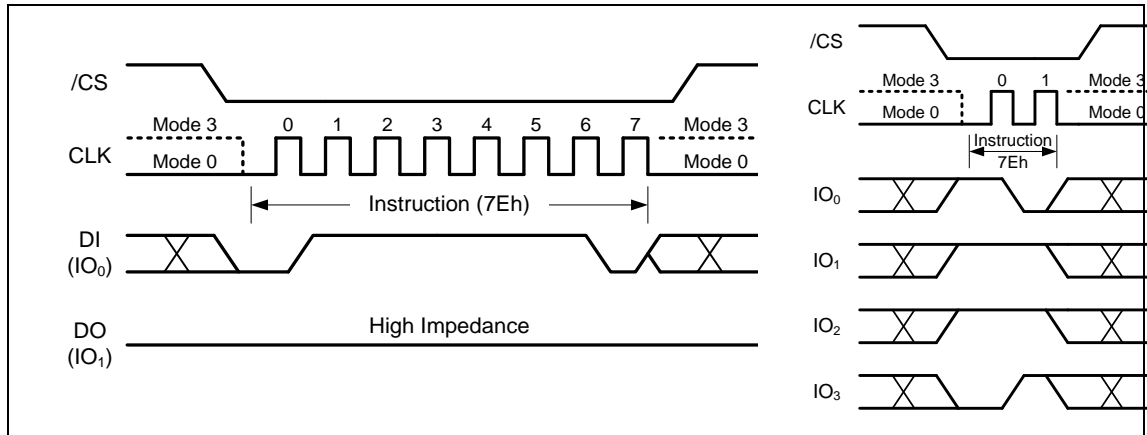 /CS
Mode 3 0 1 2 3 4 5 6 7 Mode 3
CLK
Mode 0 Mode 0
Instruction (7Eh)
DI
(IO₀)
High Impedance
DO
(IO₁)
/CS
Mode 3 0 1 Mode 3
CLK
Mode 0 Mode 0
Instruction
7Eh
IO₀
IO₁
IO₂
IO₃